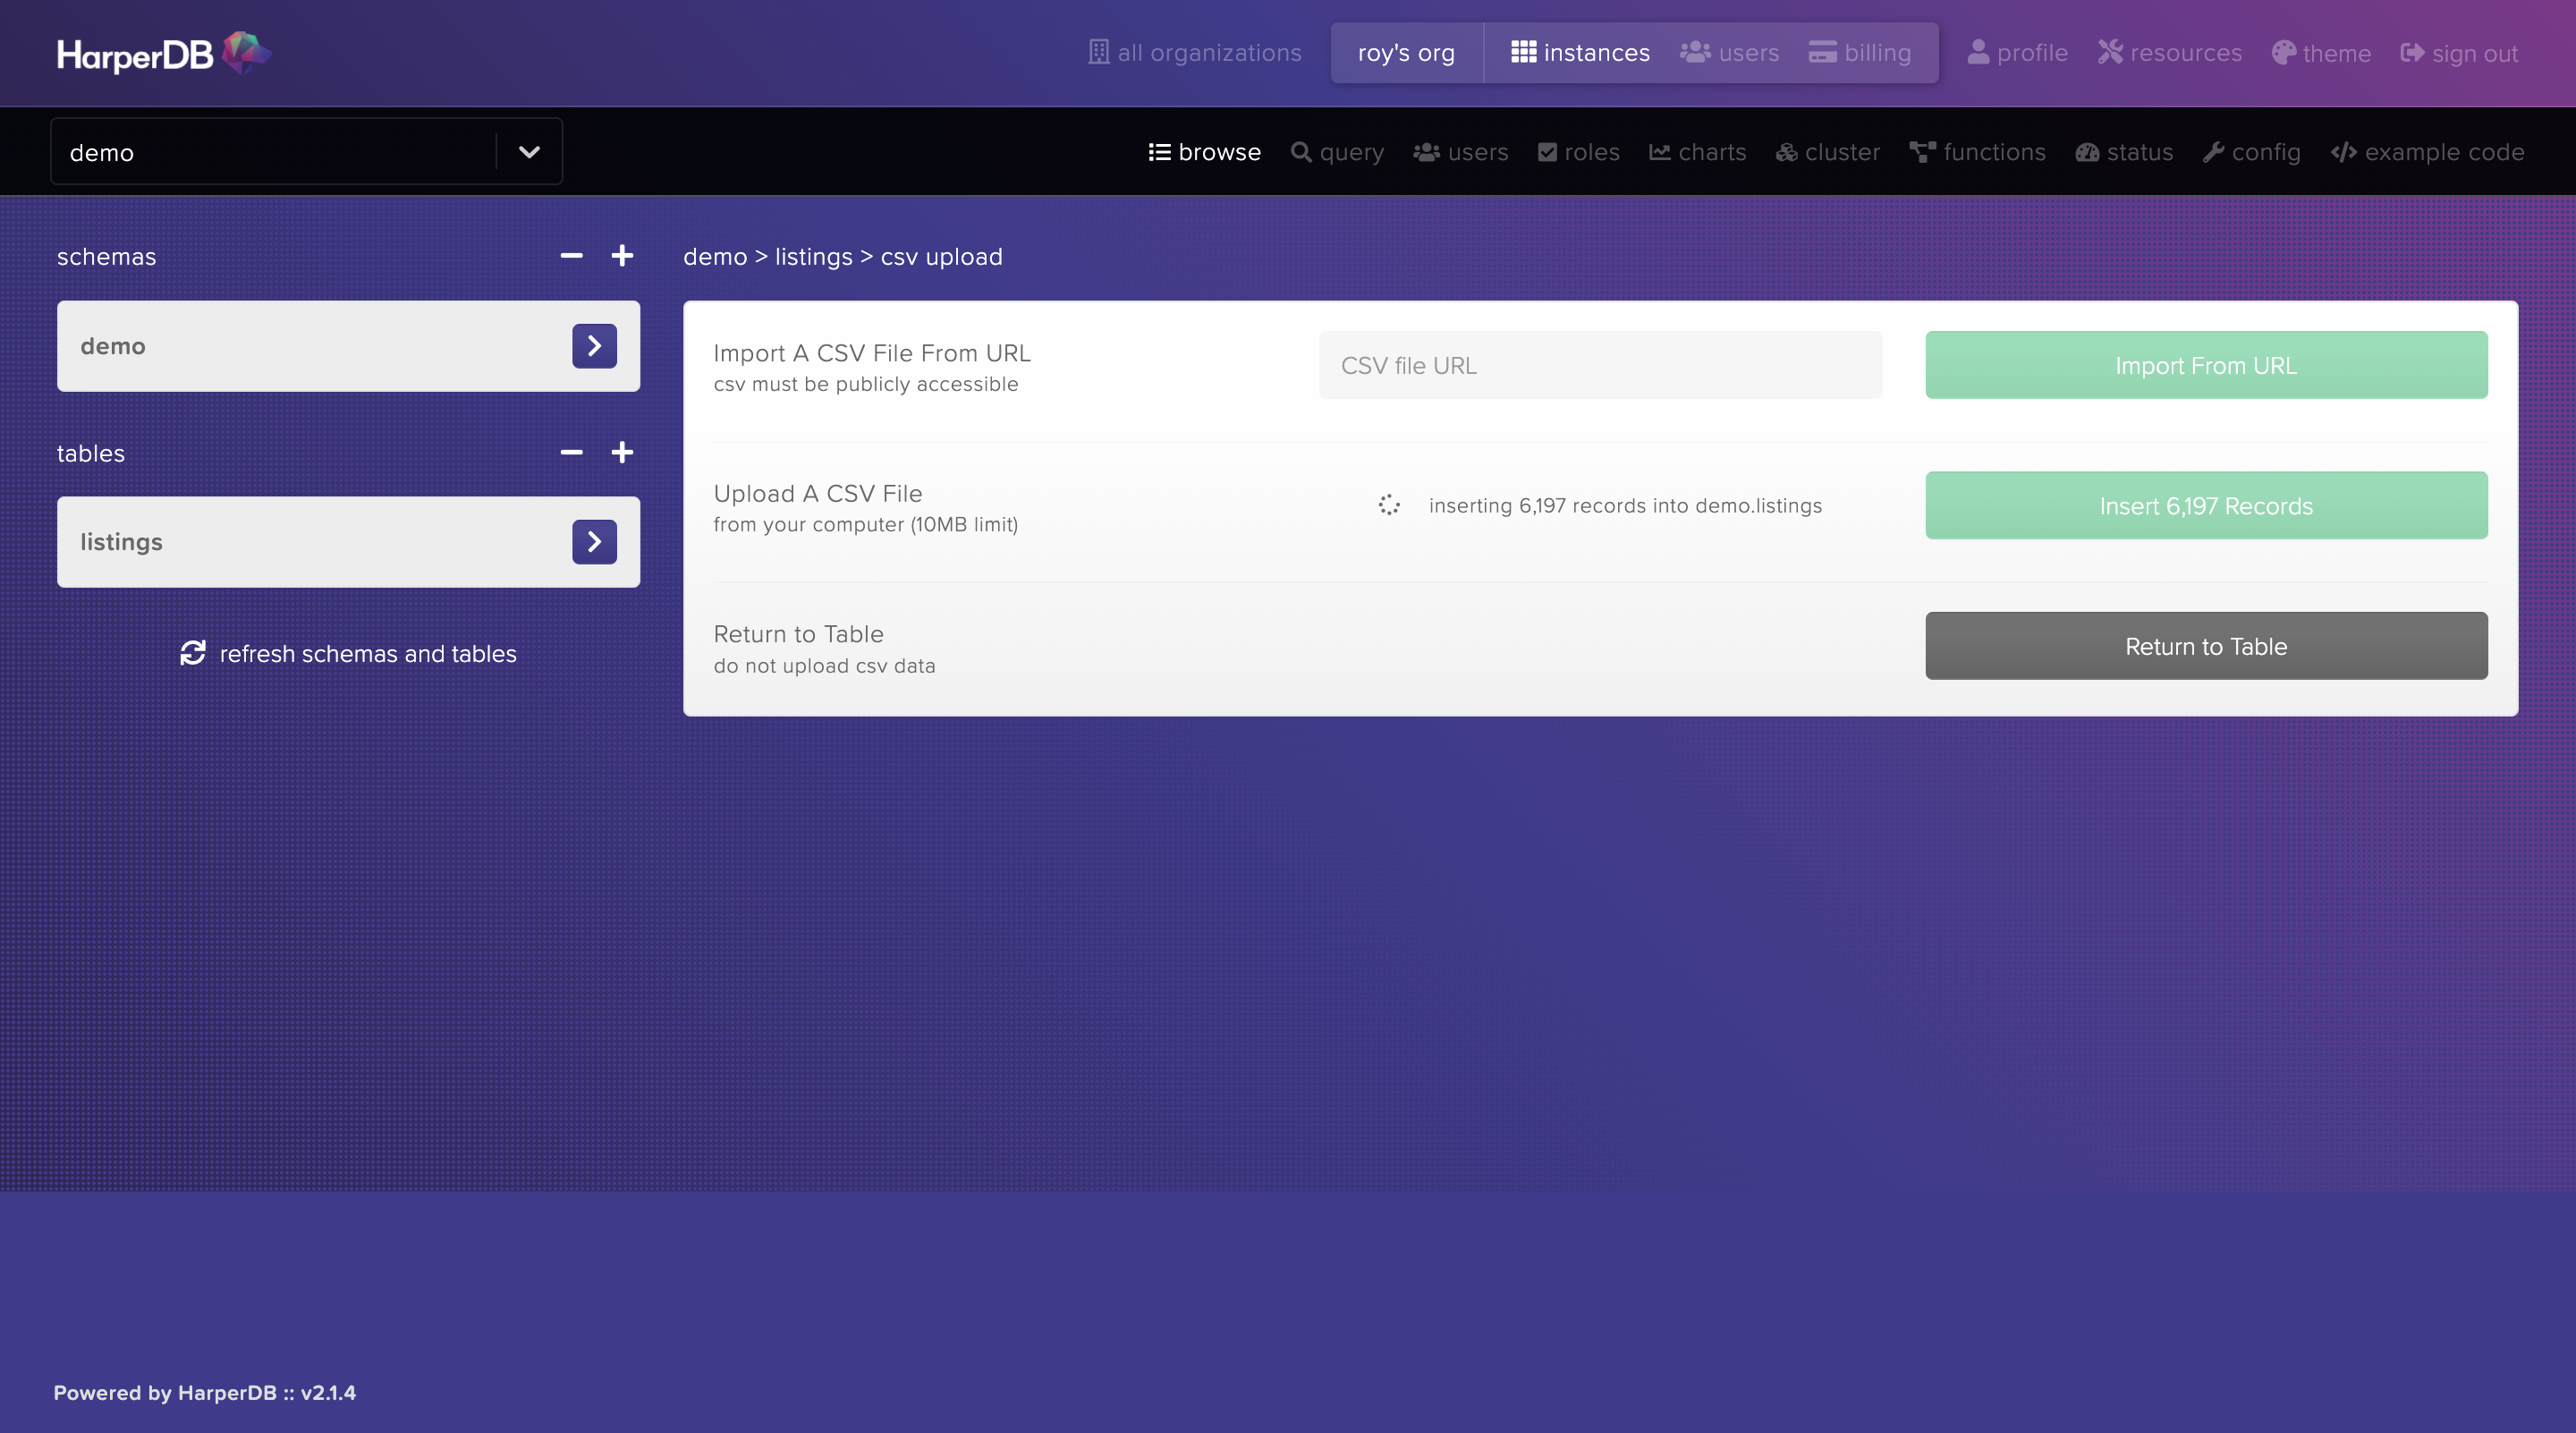 HarperDB
all organizations
roy's org
instances
users
billing
profile
resources
theme
sign out
demo
browse
query
users
roles
charts
cluster
functions
status
config
example code
schemas
demo
tables
listings
refresh schemas and tables
demo > listings > csv upload
Import A CSV File From URL
csv must be publicly accessible
CSV file URL
Import From URL
Upload A CSV File
from your computer (10MB limit)
inserting 6,197 records into demo.listings
Insert 6,197 Records
Return to Table
do not upload csv data
Return to Table
Powered by HarperDB :: v2.1.4